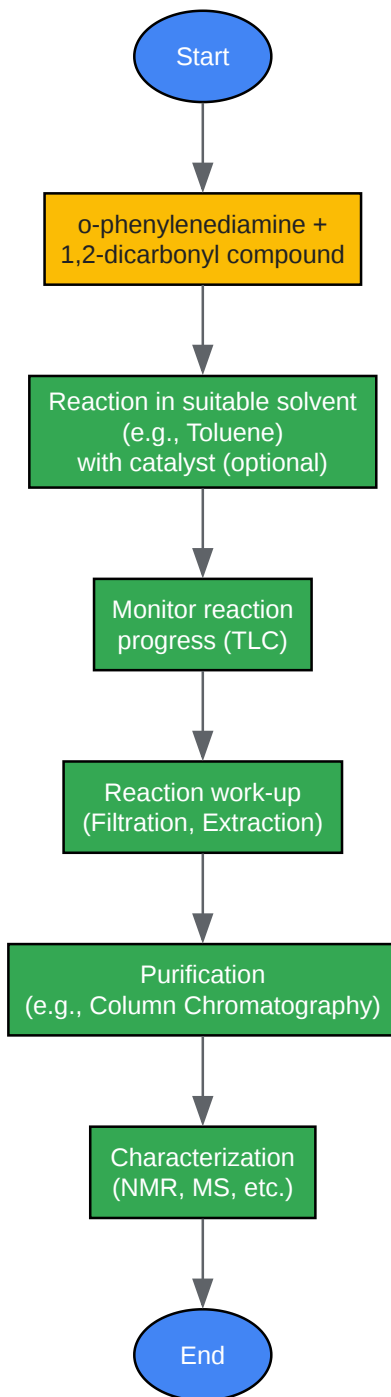 Start
o-phenylenediamine +
1,2-dicarbonyl compound
Reaction in suitable solvent
(e.g., Toluene)
with catalyst (optional)
Monitor reaction
progress (TLC)
Reaction work-up
(Filtration, Extraction)
Purification
(e.g., Column Chromatography)
Characterization
(NMR, MS, etc.)
End